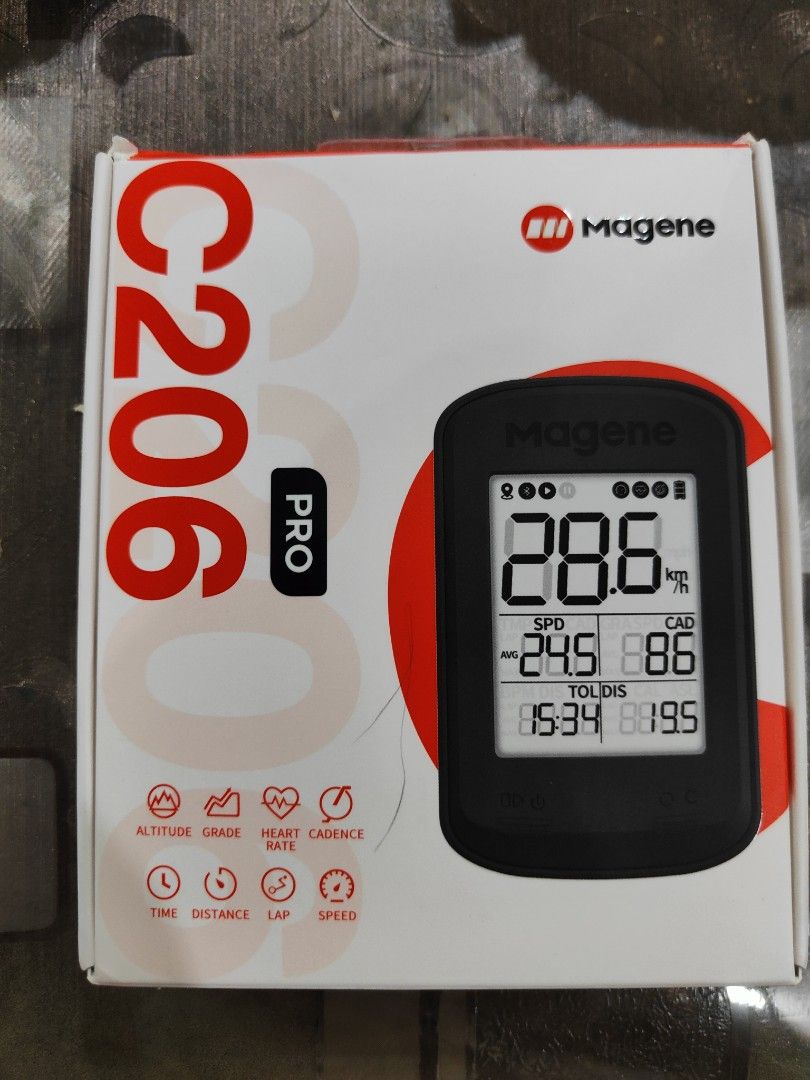 C206
PRO
Magene
Magene
28.6 km/h
SPD CAD
AVG 24.5 86
TOL DIS
15:34 19.5
ALTITUDE GRADE HEART RATE CADENCE
TIME DISTANCE LAP SPEED